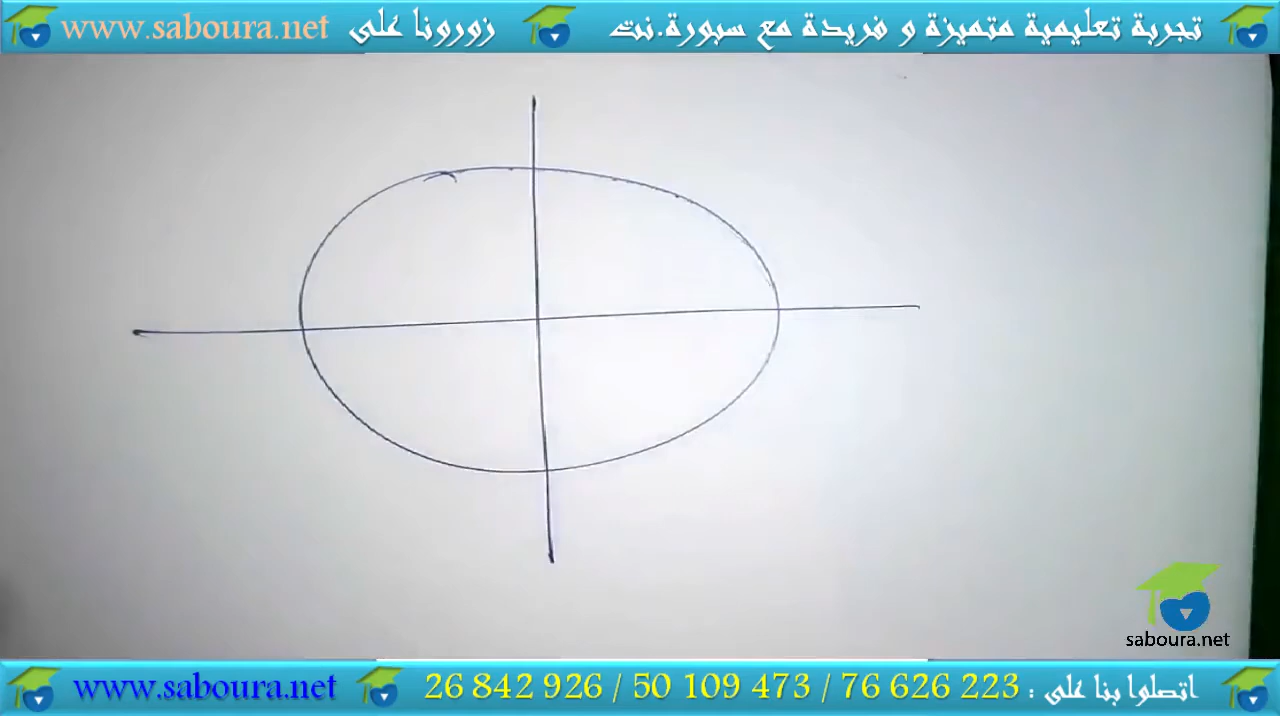 تجربة تعليمية متميزة و فريدة مع سبورة.نت زورونا على www.saboura.net
saboura.net
اتصلوا بنا على : 26 842 926 / 50 109 473 / 76 626 223 www.saboura.net